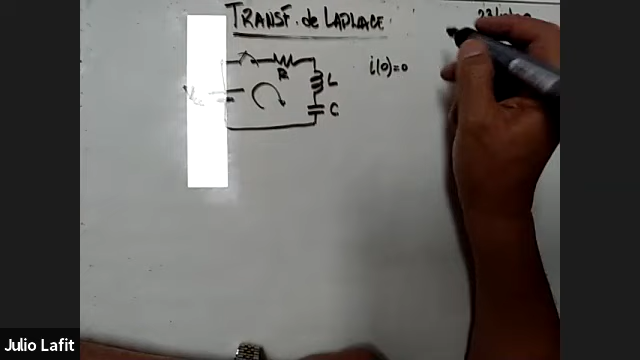 TRANSF. de LAPLACE
R
i(0)=0
L
C
Julio Lafit